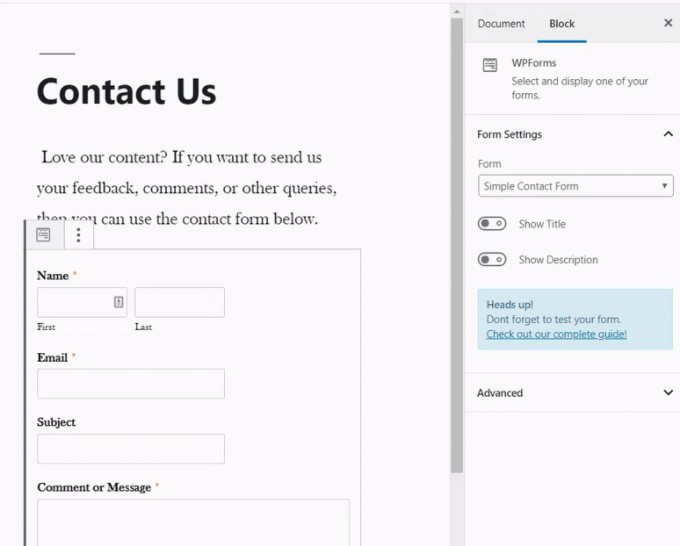 Document Block
WPForms
Select and display one of your
forms.
Form Settings
Form
Simple Contact Form
Show Title
Show Description
Heads up!
Dont forget to test your form.
Check out our complete guide!
Advanced
Contact Us
Love our content? If you want to send us
your feedback, comments, or other queries,
then you can use the contact form below.
Name *
First Last
Email *
Subject
Comment or Message *